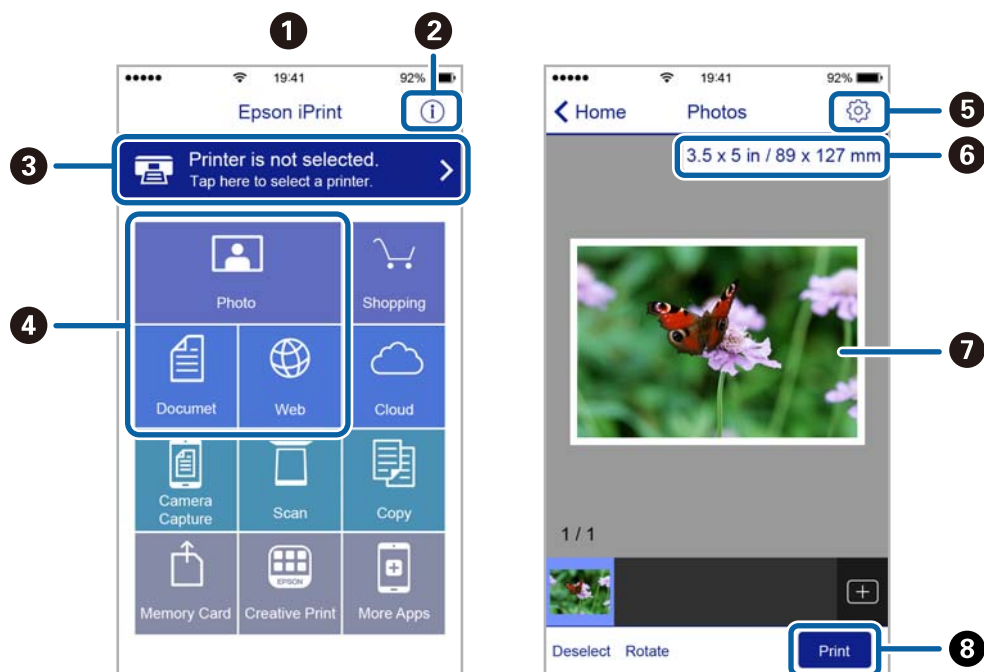 1
2
19:41
92%
Epson iPrint
i
3
Printer is not selected.
Tap here to select a printer.
4
Photo
Shopping
Documet
Web
Cloud
Camera
Capture
Scan
Copy
EPSON
Memory Card
Creative Print
More Apps
19:41
92%
Home
Photos
5
3.5 x 5 in / 89 x 127 mm
6
7
1 / 1
Deselect
Rotate
Print
8